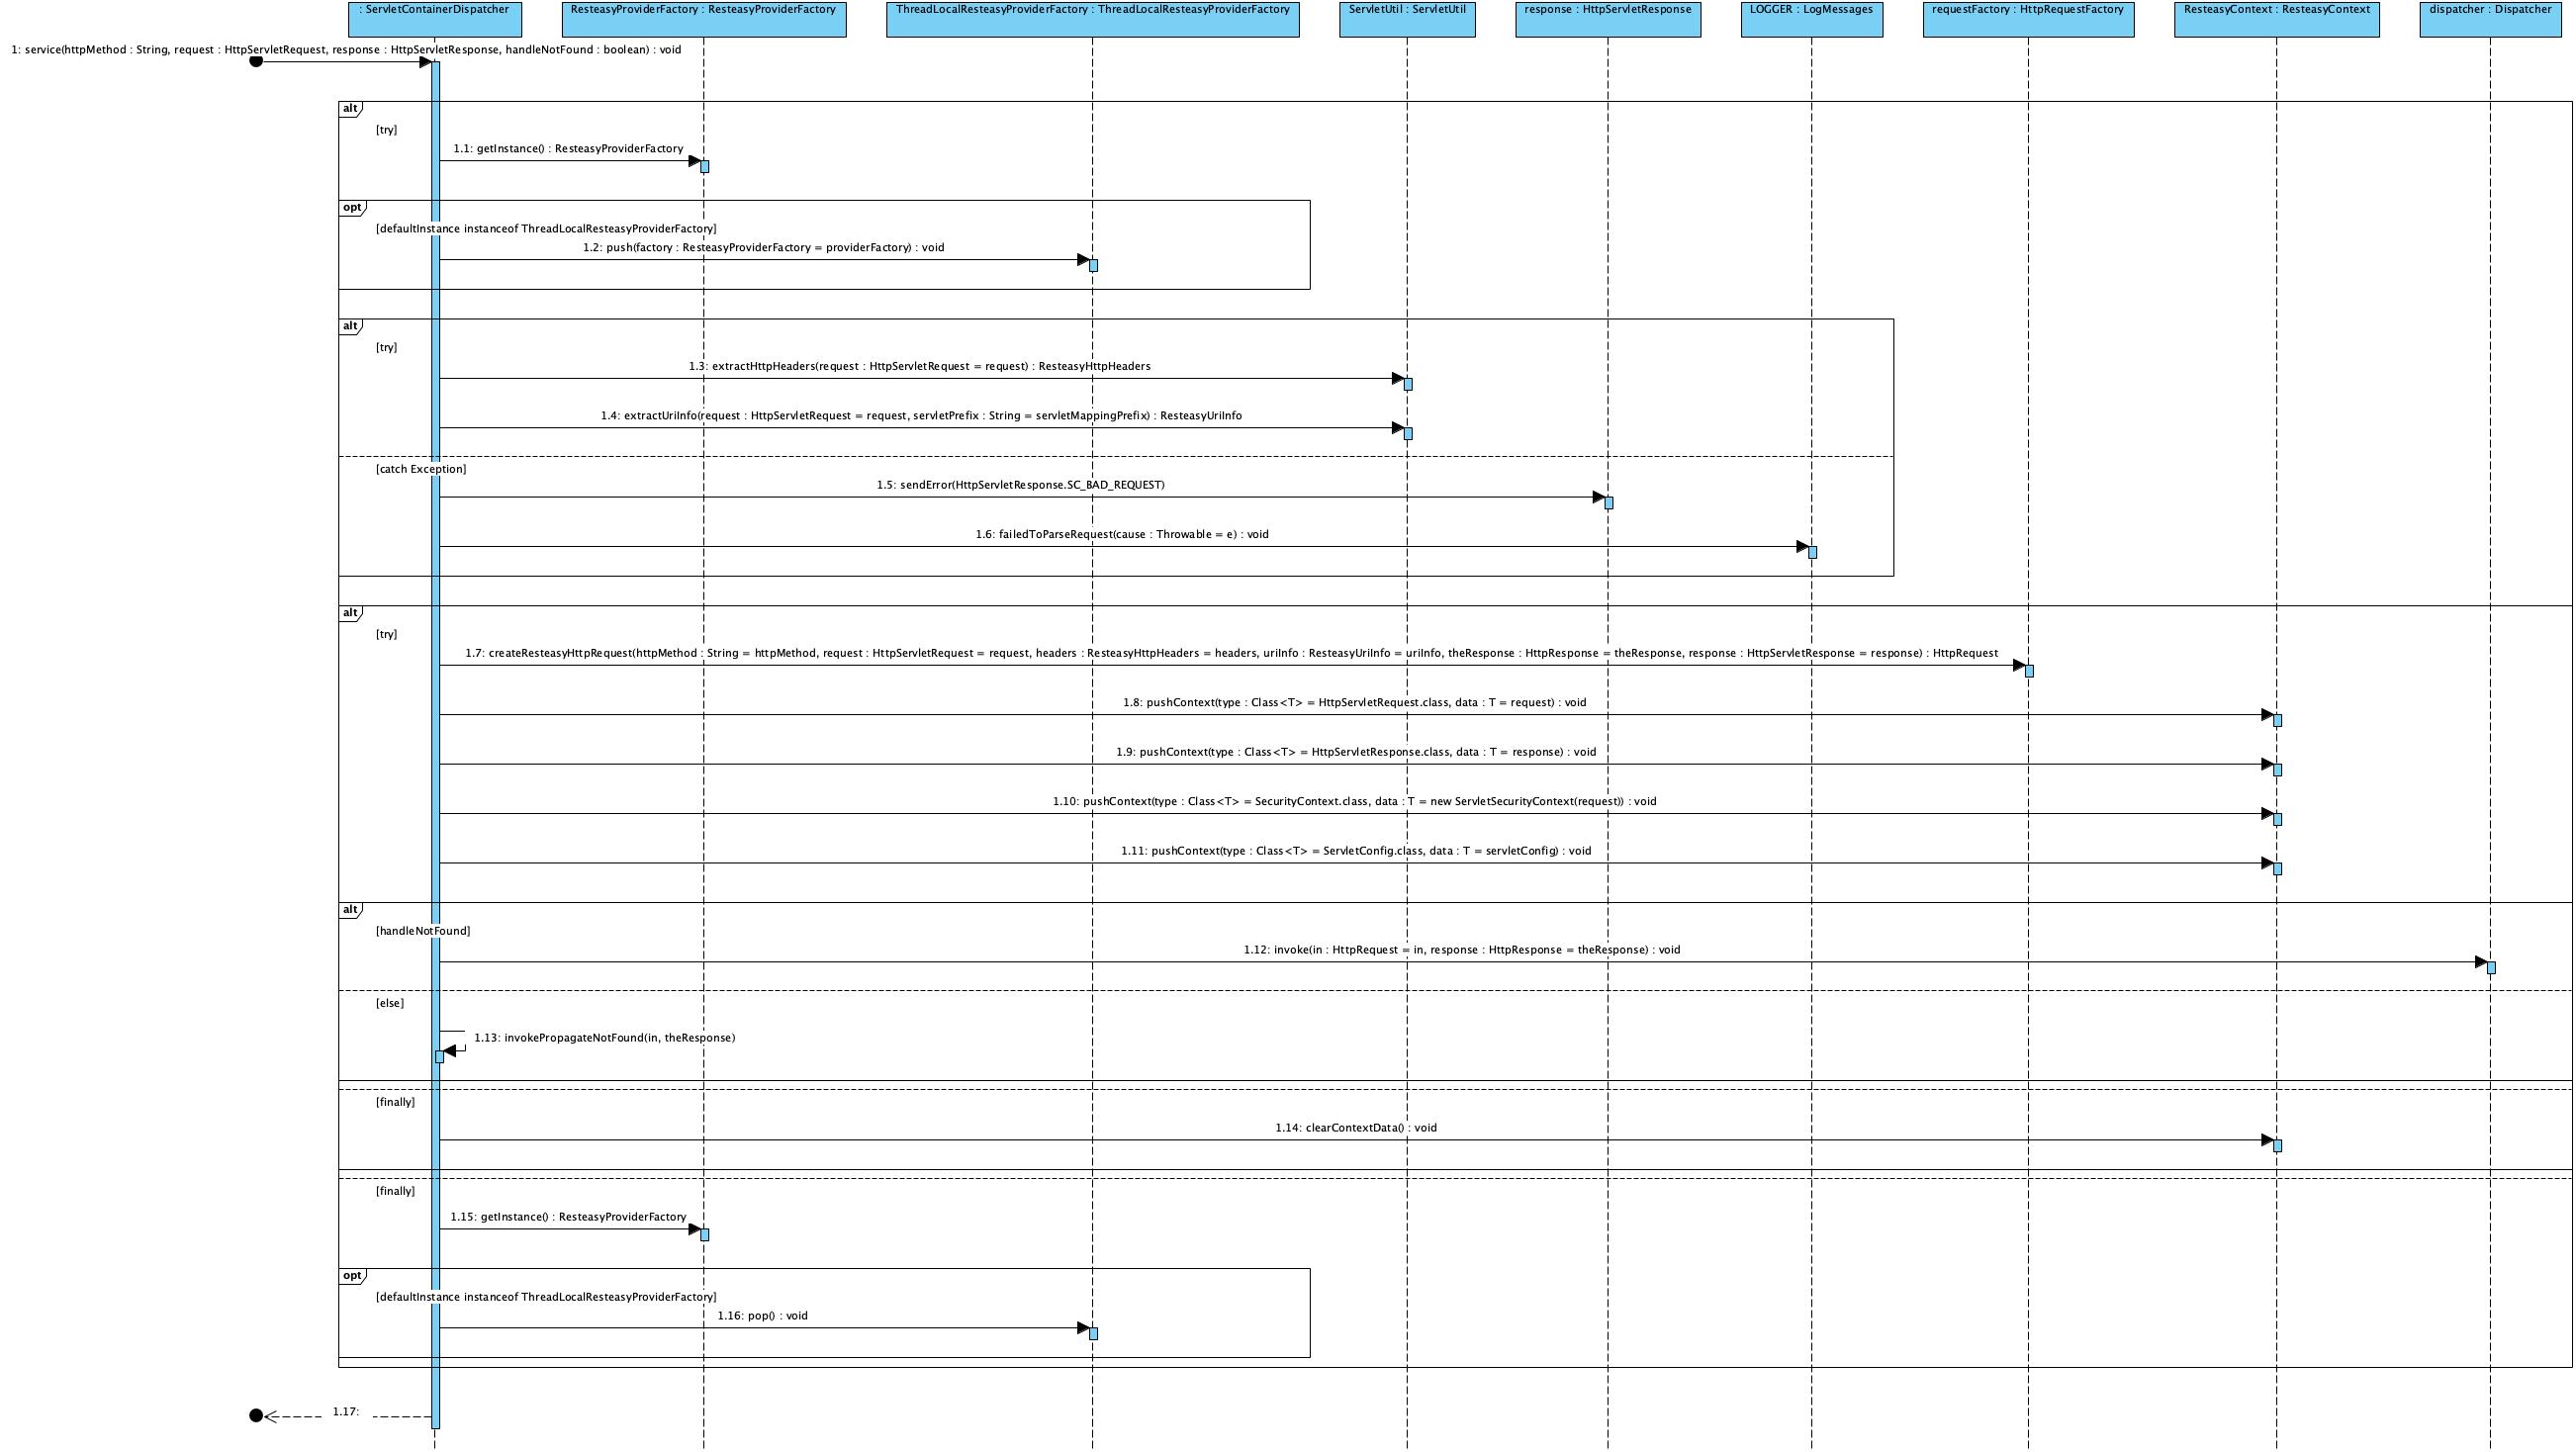 : ServletContainerDispatcher
ResteasyProviderFactory : ResteasyProviderFactory
ThreadLocalResteasyProviderFactory : ThreadLocalResteasyProviderFactory
ServletUtil : ServletUtil
response : HttpServletResponse
LOGGER : LogMessages
requestFactory : HttpRequestFactory
ResteasyContext : ResteasyContext
dispatcher : Dispatcher
1: service(httpMethod : String, request : HttpServletRequest, response : HttpServletResponse, handleNotFound : boolean) : void
alt
[try]
1.1: getInstance() : ResteasyProviderFactory
opt
[defaultInstance instanceof ThreadLocalResteasyProviderFactory]
1.2: push(factory : ResteasyProviderFactory = providerFactory) : void
alt
[try]
1.3: extractHttpHeaders(request : HttpServletRequest = request) : ResteasyHttpHeaders
1.4: extractUriInfo(request : HttpServletRequest = request, servletPrefix : String = servletMappingPrefix) : ResteasyUriInfo
[catch Exception]
1.5: sendError(HttpServletResponse.SC_BAD_REQUEST)
1.6: failedToParseRequest(cause : Throwable = e) : void
alt
[try]
1.7: createResteasyHttpRequest(httpMethod : String = httpMethod, request : HttpServletRequest = request, headers : ResteasyHttpHeaders = headers, uriInfo : ResteasyUriInfo = uriInfo, theResponse : HttpResponse = theResponse, response : HttpServletResponse = response) : HttpRequest
1.8: pushContext(type : Class<T> = HttpServletRequest.class, data : T = request) : void
1.9: pushContext(type : Class<T> = HttpServletResponse.class, data : T = response) : void
1.10: pushContext(type : Class<T> = SecurityContext.class, data : T = new ServletSecurityContext(request)) : void
1.11: pushContext(type : Class<T> = ServletConfig.class, data : T = servletConfig) : void
alt
[handleNotFound]
1.12: invoke(in : HttpRequest = in, response : HttpResponse = theResponse) : void
[else]
1.13: invokePropagateNotFound(in, theResponse)
[finally]
1.14: clearContextData() : void
[finally]
1.15: getInstance() : ResteasyProviderFactory
opt
[defaultInstance instanceof ThreadLocalResteasyProviderFactory]
1.16: pop() : void
1.17: